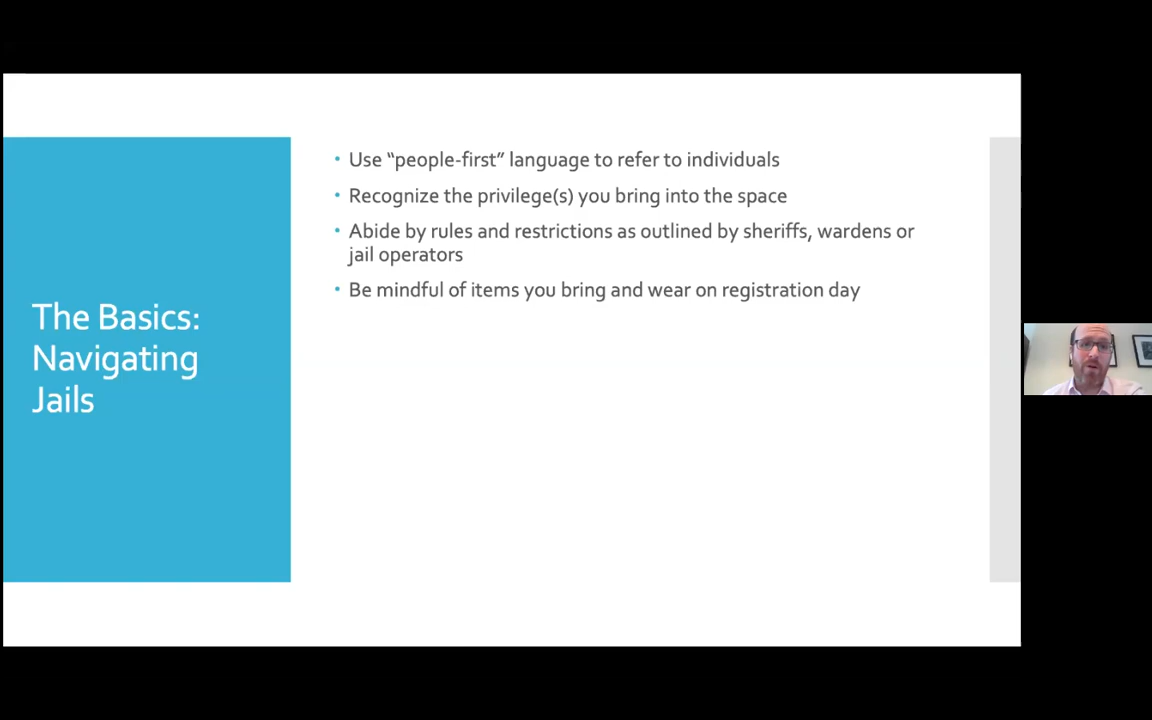 The Basics:
Navigating
Jails
• Use “people-first” language to refer to individuals
• Recognize the privilege(s) you bring into the space
• Abide by rules and restrictions as outlined by sheriffs, wardens or
jail operators
• Be mindful of items you bring and wear on registration day